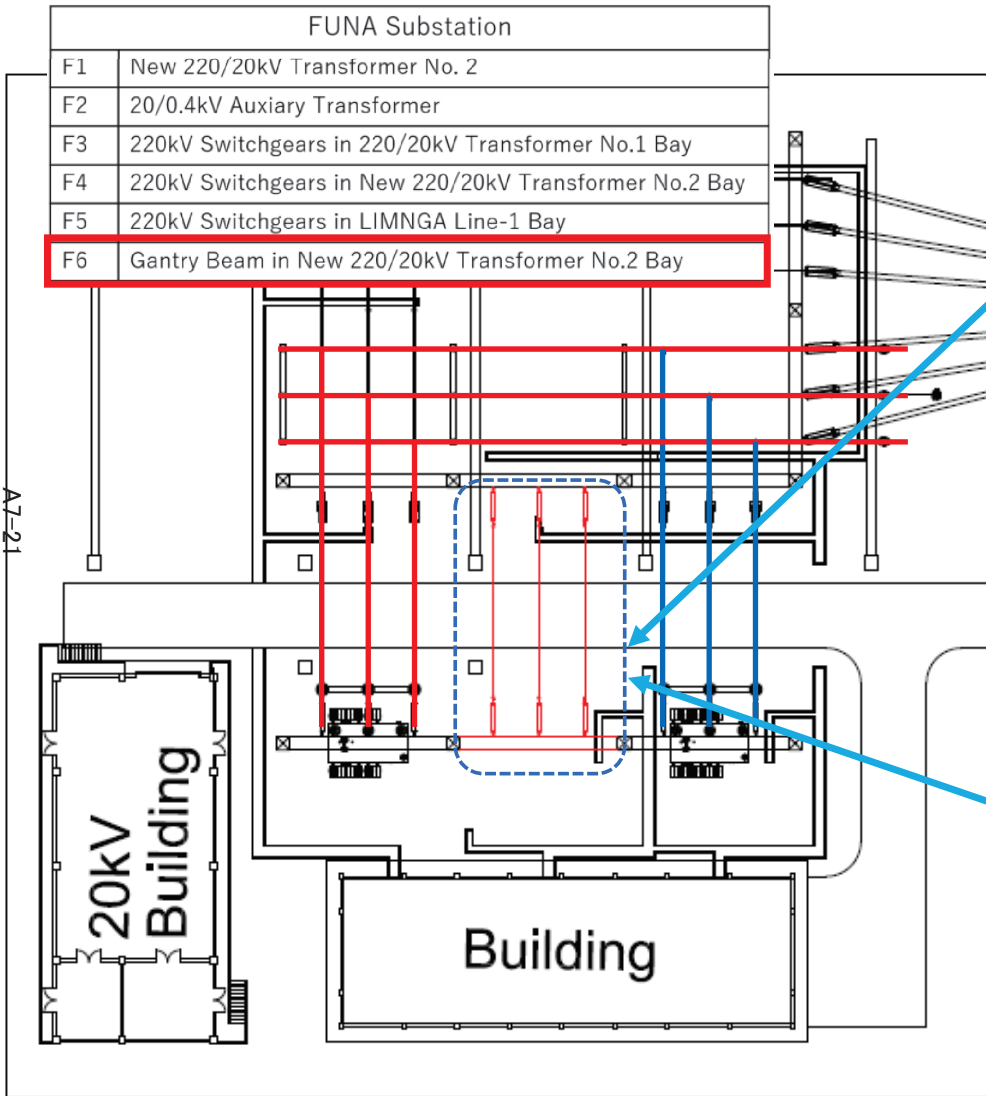 FUNA Substation
F1 New 220/20kV Transformer No. 2
F2 20/0.4kV Auxiary Transformer
F3 220kV Switchgears in 220/20kV Transformer No.1 Bay
F4 220kV Switchgears in New 220/20kV Transformer No.2 Bay
F5 220kV Switchgears in LIMNGA Line-1 Bay
F6 Gantry Beam in New 220/20kV Transformer No.2 Bay
A7-21
20kV
Building
Building